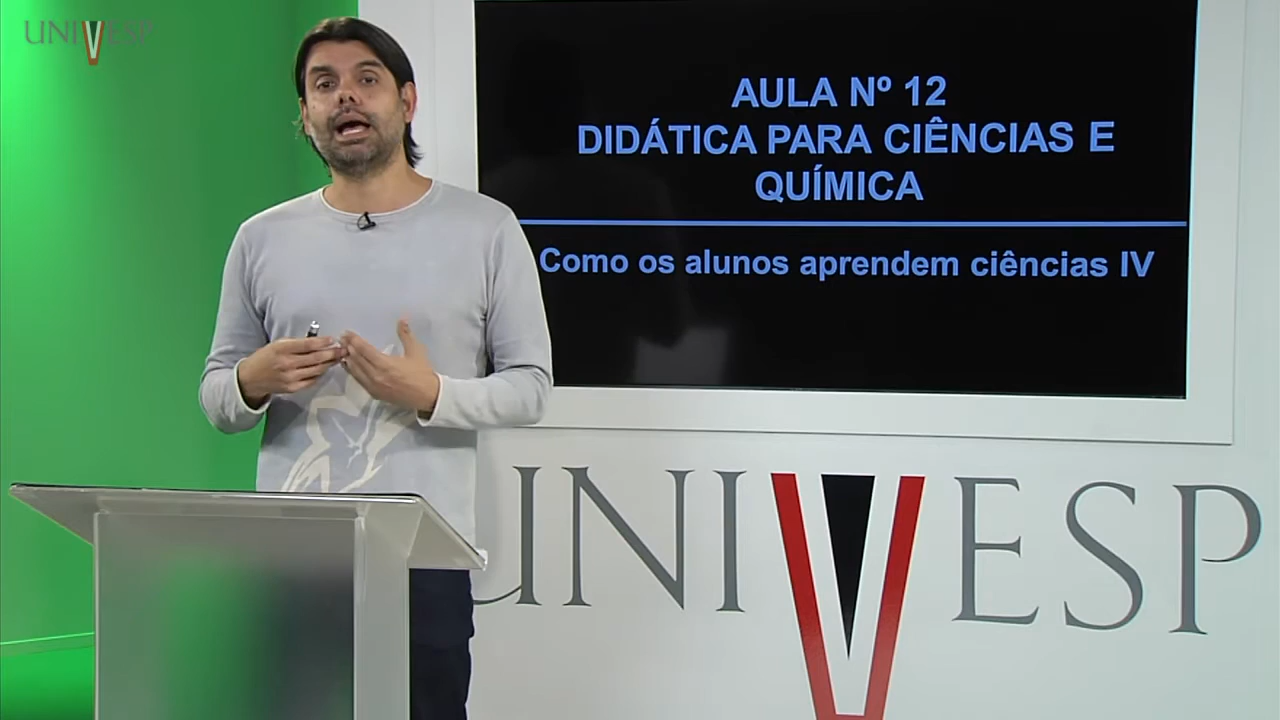 UNIVESP
AULA Nº 12
DIDÁTICA PARA CIÊNCIAS E
QUÍMICA
Como os alunos aprendem ciências IV
UNIVESP